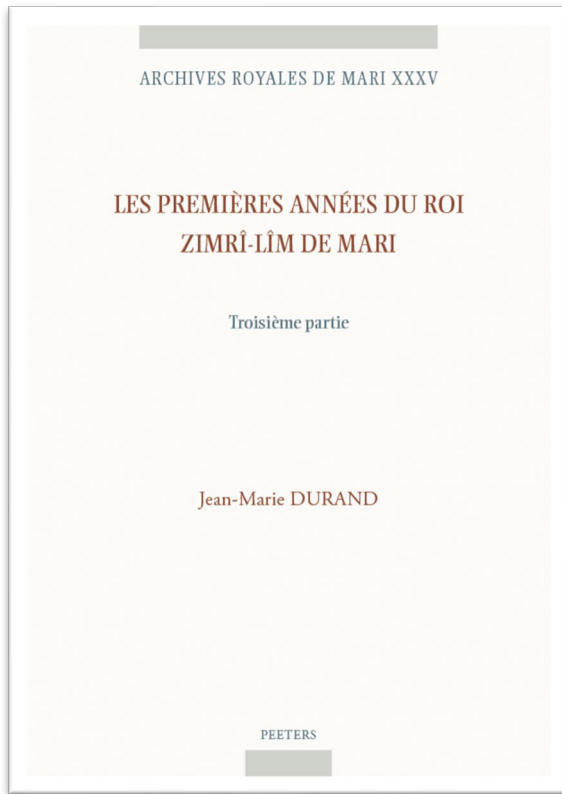 ARCHIVES ROYALES DE MARI XXXV
LES PREMIÈRES ANNÉES DU ROI
ZIMRÎ-LÎM DE MARI
Troisième partie
Jean-Marie DURAND
PEETERS